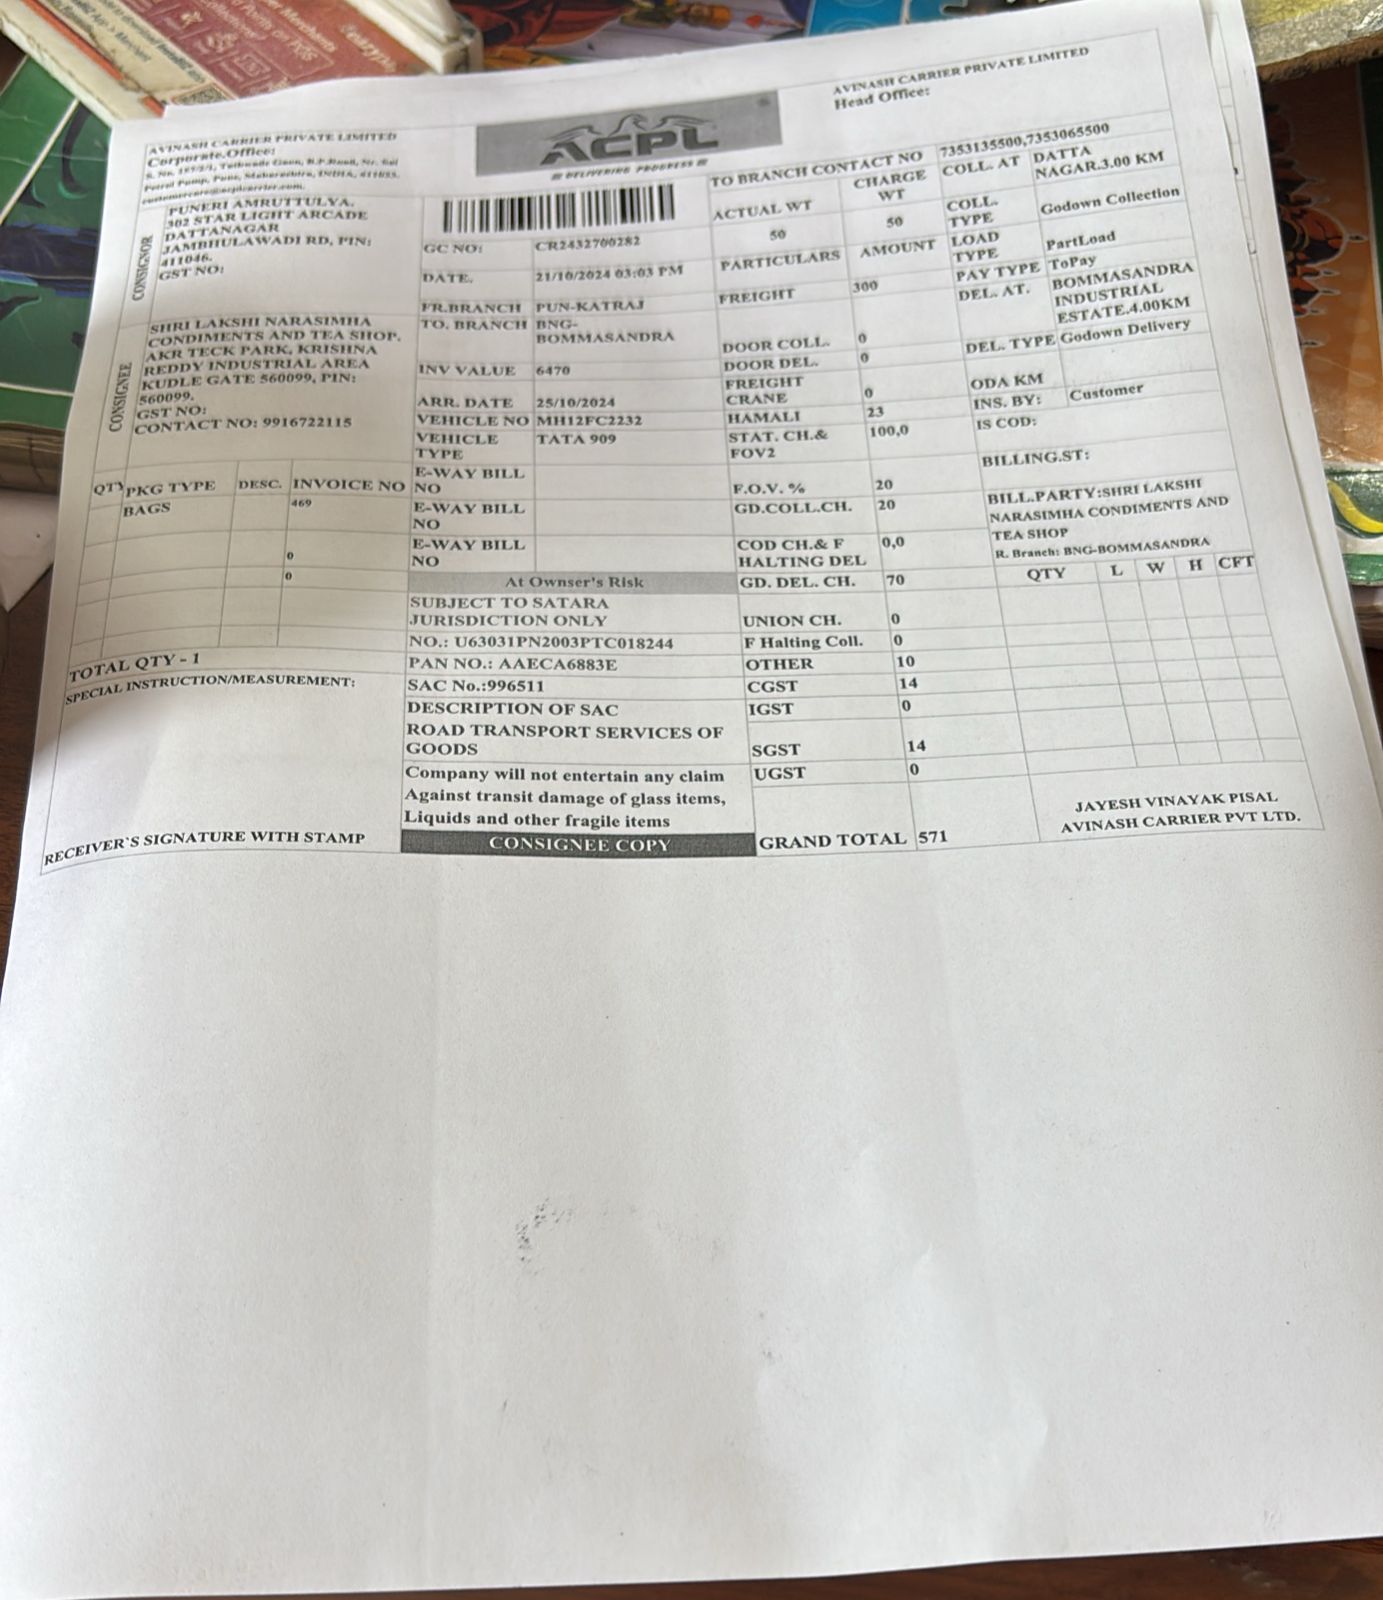 AVINASH CARRIER PRIVATE LIMITED
Corporate.Office:
S. No. 157/2/1, Tathwade Gaon, N.P.Road, Nr. Gail
Petrol Pump, Pune, Maharashtra, INDIA, 411033.
ACPL
DELIVERING PROGRESS
AVINASH CARRIER PRIVATE LIMITED
Head Office:
CONSIGNOR
PUNERI AMRUTTULYA.
302 STAR LIGHT ARCADE
DATTANAGAR
JAMBHULAWADI RD, PIN:
411046.
GST NO:
CONSIGNEE
SHRI LAKSHI NARASIMHA
CONDIMENTS AND TEA SHOP.
AKR TECK PARK, KRISHNA
REDDY INDUSTRIAL AREA
KUDLE GATE 560099, PIN:
560099.
GST NO:
CONTACT NO: 9916722115
QTY PKG TYPE DESC. INVOICE NO
BAGS 469
0
0
TOTAL QTY - 1
SPECIAL INSTRUCTION/MEASUREMENT:
RECEIVER`S SIGNATURE WITH STAMP
GC NO: CR2432700282
DATE. 21/10/2024 03:03 PM
FR.BRANCH PUN-KATRAJ
TO. BRANCH BNG-
BOMMASANDRA
INV VALUE 6470
ARR. DATE 25/10/2024
VEHICLE NO MH12FC2232
VEHICLE TATA 909
TYPE
E-WAY BILL
NO
E-WAY BILL
NO
E-WAY BILL
NO
At Ownser's Risk
SUBJECT TO SATARA
JURISDICTION ONLY
NO.: U63031PN2003PTC018244
PAN NO.: AAECA6883E
SAC No.:996511
DESCRIPTION OF SAC
ROAD TRANSPORT SERVICES OF
GOODS
Company will not entertain any claim
Against transit damage of glass items,
Liquids and other fragile items
CONSIGNEE COPY
TO BRANCH CONTACT NO 7353135500,7353065500
ACTUAL WT CHARGE
WT
50 50
PARTICULARS AMOUNT
FREIGHT 300
DOOR COLL. 0
DOOR DEL. 0
FREIGHT
CRANE 0
HAMALI 23
STAT. CH.& 100,0
FOV2
F.O.V. % 20
GD.COLL.CH. 20
COD CH.& F 0,0
HALTING DEL
GD. DEL. CH. 70
UNION CH. 0
F Halting Coll. 0
OTHER 10
CGST 14
IGST 0
SGST 14
UGST 0
GRAND TOTAL 571
COLL. AT DATTA
NAGAR.3.00 KM
COLL.
TYPE Godown Collection
LOAD
TYPE PartLoad
PAY TYPE ToPay
DEL. AT. BOMMASANDRA
INDUSTRIAL
ESTATE.4.00KM
DEL. TYPE Godown Delivery
ODA KM
INS. BY: Customer
IS COD:
BILLING.ST:
BILL.PARTY:SHRI LAKSHI
NARASIMHA CONDIMENTS AND
TEA SHOP
R. Branch: BNG-BOMMASANDRA
QTY L W H CFT
JAYESH VINAYAK PISAL
AVINASH CARRIER PVT LTD.